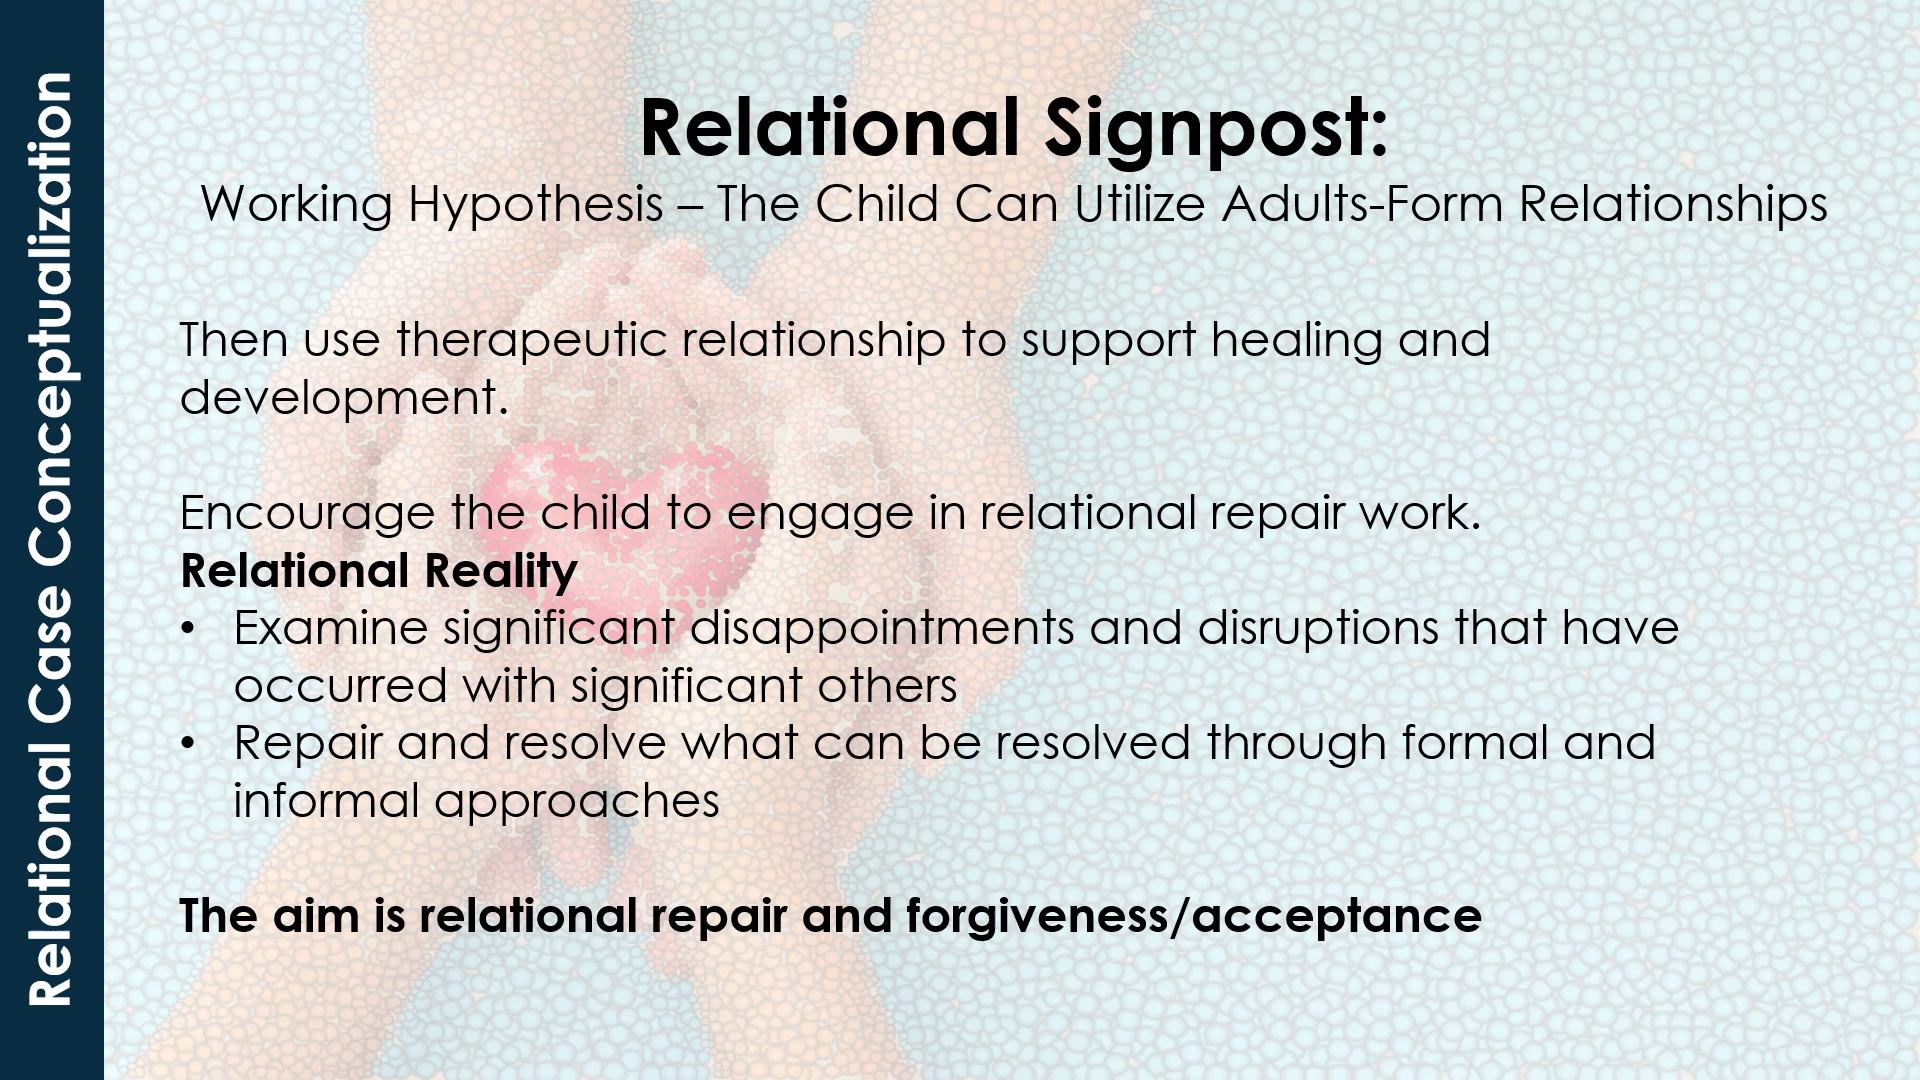 Relational Case Conceptualization
Relational Signpost:
Working Hypothesis – The Child Can Utilize Adults-Form Relationships
Then use therapeutic relationship to support healing and
development.
Encourage the child to engage in relational repair work.
Relational Reality
• Examine significant disappointments and disruptions that have
occurred with significant others
• Repair and resolve what can be resolved through formal and
informal approaches
The aim is relational repair and forgiveness/acceptance